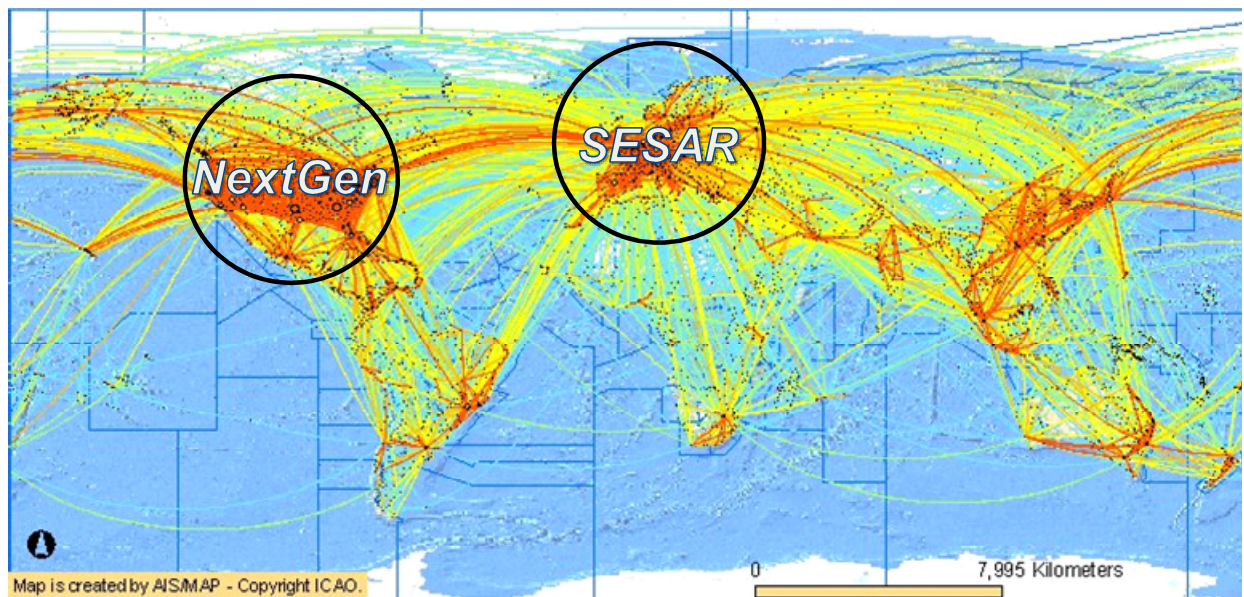 NextGen
SESAR
0 7,995 Kilometers
Map is created by AIS/MAP - Copyright ICAO.